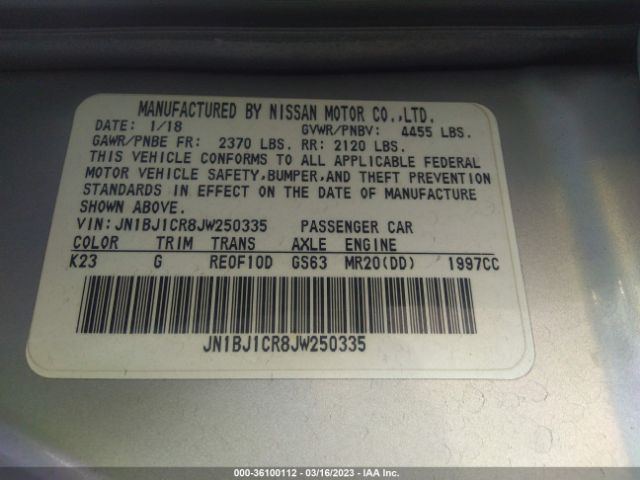 MANUFACTURED BY NISSAN MOTOR CO.,LTD.
DATE: 1/18 GVWR/PNBV: 4455 LBS.
GAWR/PNBE FR: 2370 LBS. RR: 2120 LBS.
THIS VEHICLE CONFORMS TO ALL APPLICABLE FEDERAL
MOTOR VEHICLE SAFETY,BUMPER,AND THEFT PREVENTION
STANDARDS IN EFFECT ON THE DATE OF MANUFACTURE
SHOWN ABOVE.
VIN:JN1BJ1CR8JW250335 PASSENGER CAR
COLOR TRIM TRANS AXLE ENGINE
K23 G RE0F10D GS63 MR20(DD) 1997CC
JN1BJ1CR8JW250335
000-36100112 - 03/16/2023 - IAA Inc.